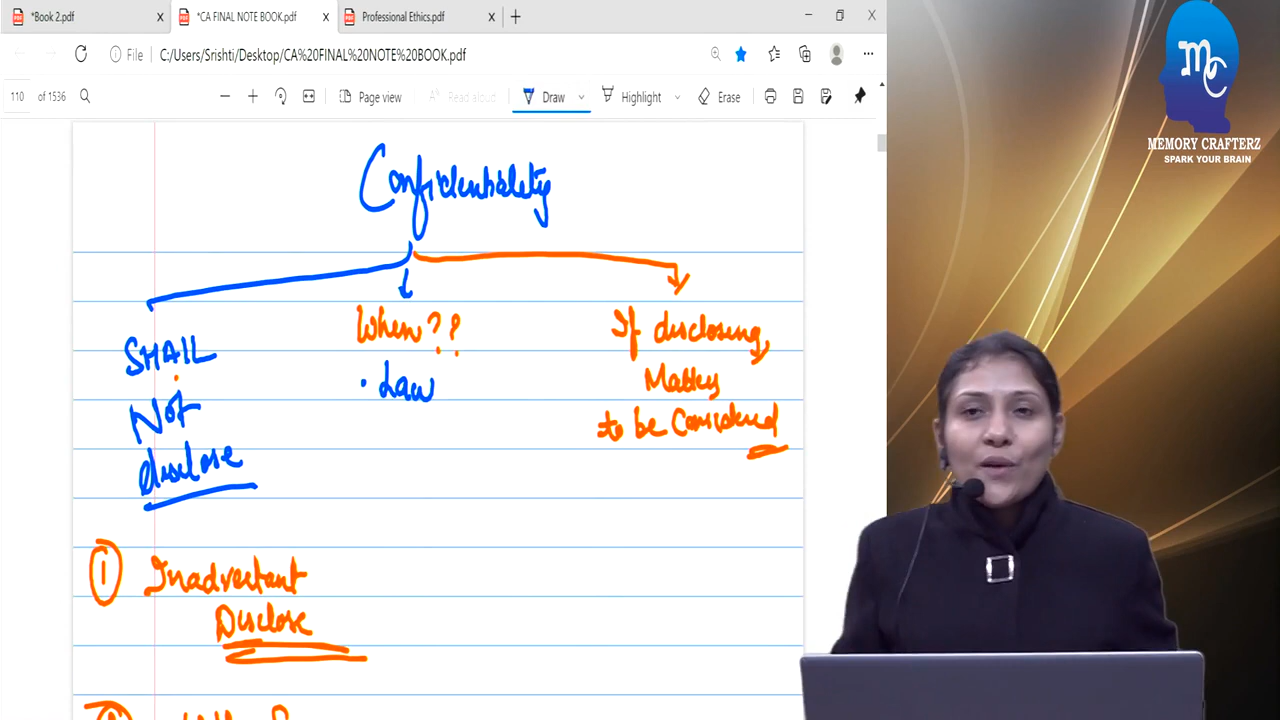 *Book 2.pdf
*CA FINAL NOTE BOOK.pdf
Professional Ethics.pdf
File C:/Users/Srishti/Desktop/CA%20FINAL%20NOTE%20BOOK.pdf
110 of 1536
Page view
Read aloud
Draw
Highlight
Erase
MC
MEMORY CRAFTERZ
SPARK YOUR BRAIN
Confidentiality
SHALL
Not
disclose
When??
• Law
If disclosing,
Matters
to be Considered
1 Inadvertant
Disclose